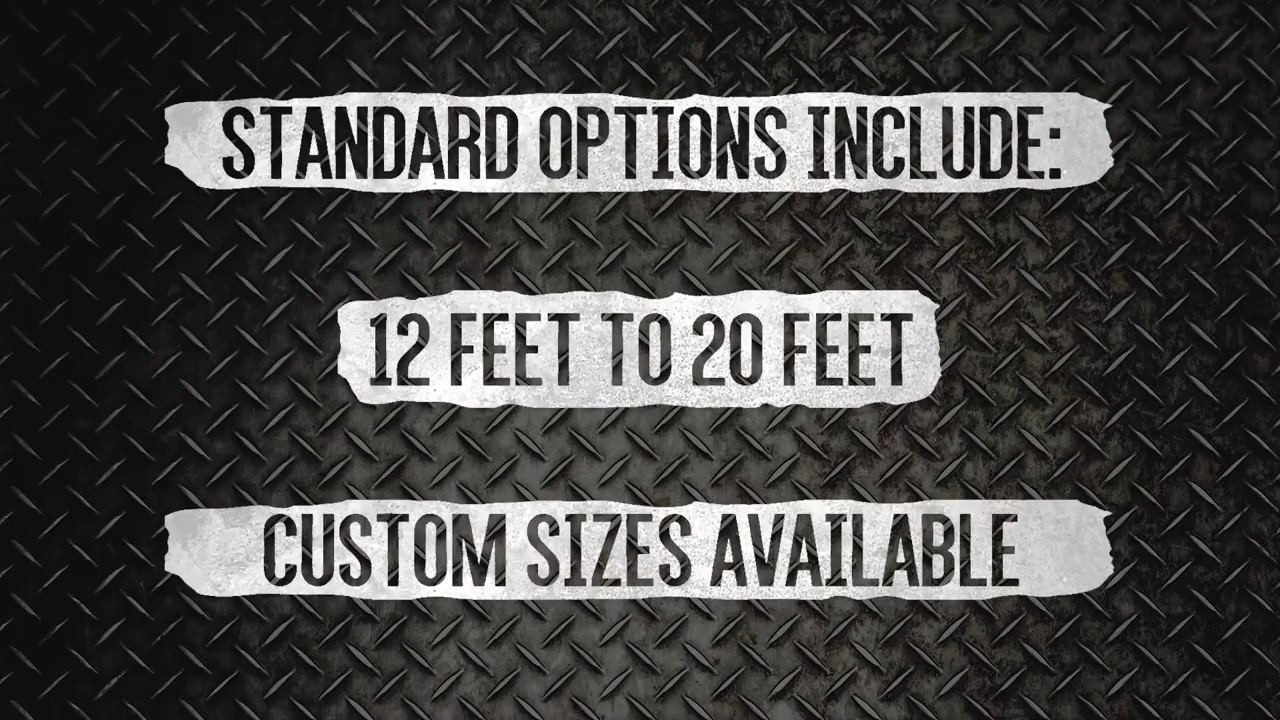 STANDARD OPTIONS INCLUDE:
12 FEET TO 20 FEET
CUSTOM SIZES AVAILABLE